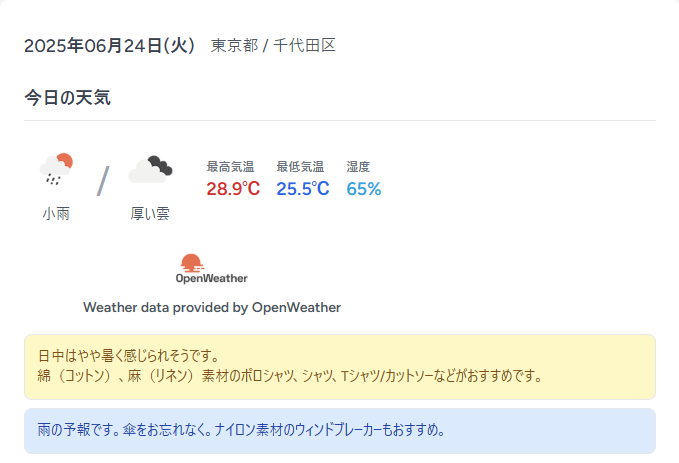 2025年06月24日(火) 東京都 / 千代田区
今日の天気
最高気温 最低気温 湿度
28.9℃ 25.5℃ 65%
/
小雨 厚い雲
OpenWeather
Weather data provided by OpenWeather
日中はやや暑く感じられそうです。
綿（コットン）、麻（リネン）素材のポロシャツ、シャツ、Tシャツ/カットソーなどがおすすめです。
雨の予報です。傘をお忘れなく。ナイロン素材のウィンドブレーカーもおすすめ。